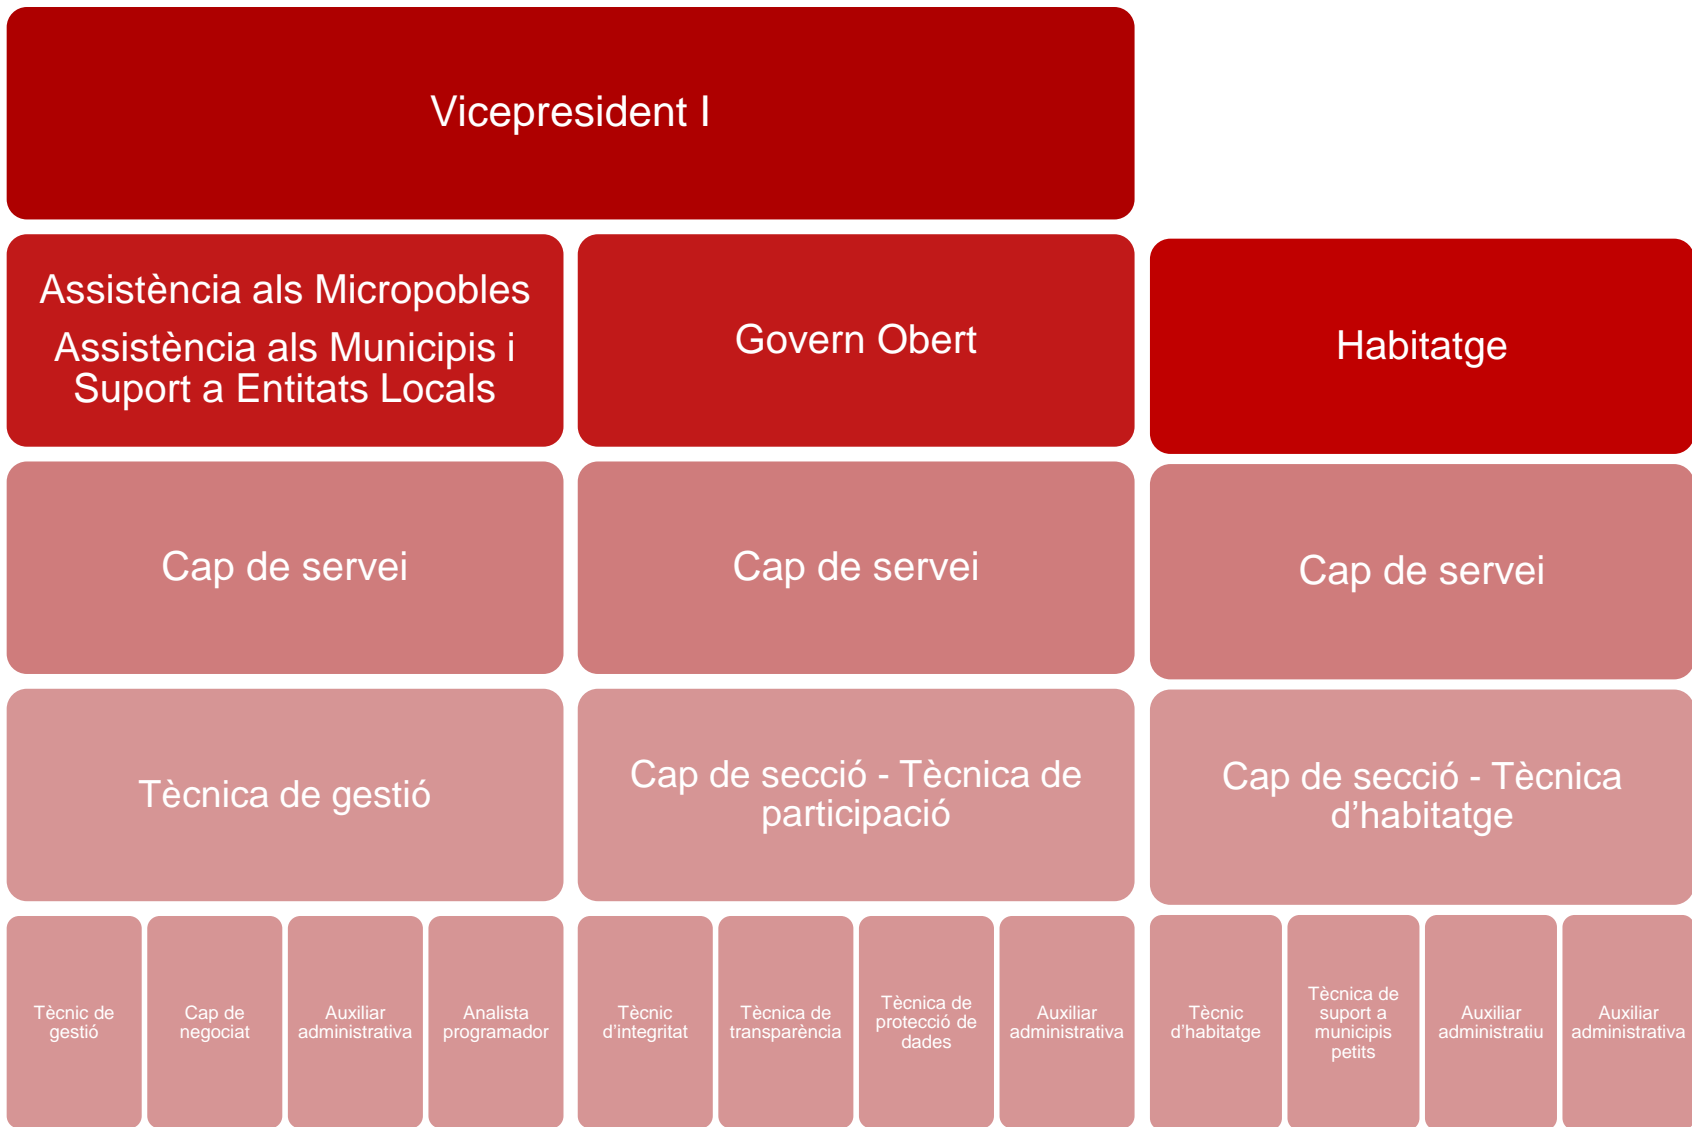 Vicepresident I
Assistència als Micropobles
Assistència als Municipis i
Suport a Entitats Locals
Govern Obert
Habitatge
Cap de servei
Cap de servei
Cap de servei
Tècnica de gestió
Cap de secció - Tècnica de
participació
Cap de secció - Tècnica
d’habitatge
Tècnic de
gestió
Cap de
negociat
Auxiliar
administrativa
Analista
programador
Tècnic
d’integritat
Tècnica de
transparència
Tècnica de
protecció de
dades
Auxiliar
administrativa
Tècnic
d’habitatge
Tècnica de
suport a
municipis
petits
Auxiliar
administratiu
Auxiliar
administrativa